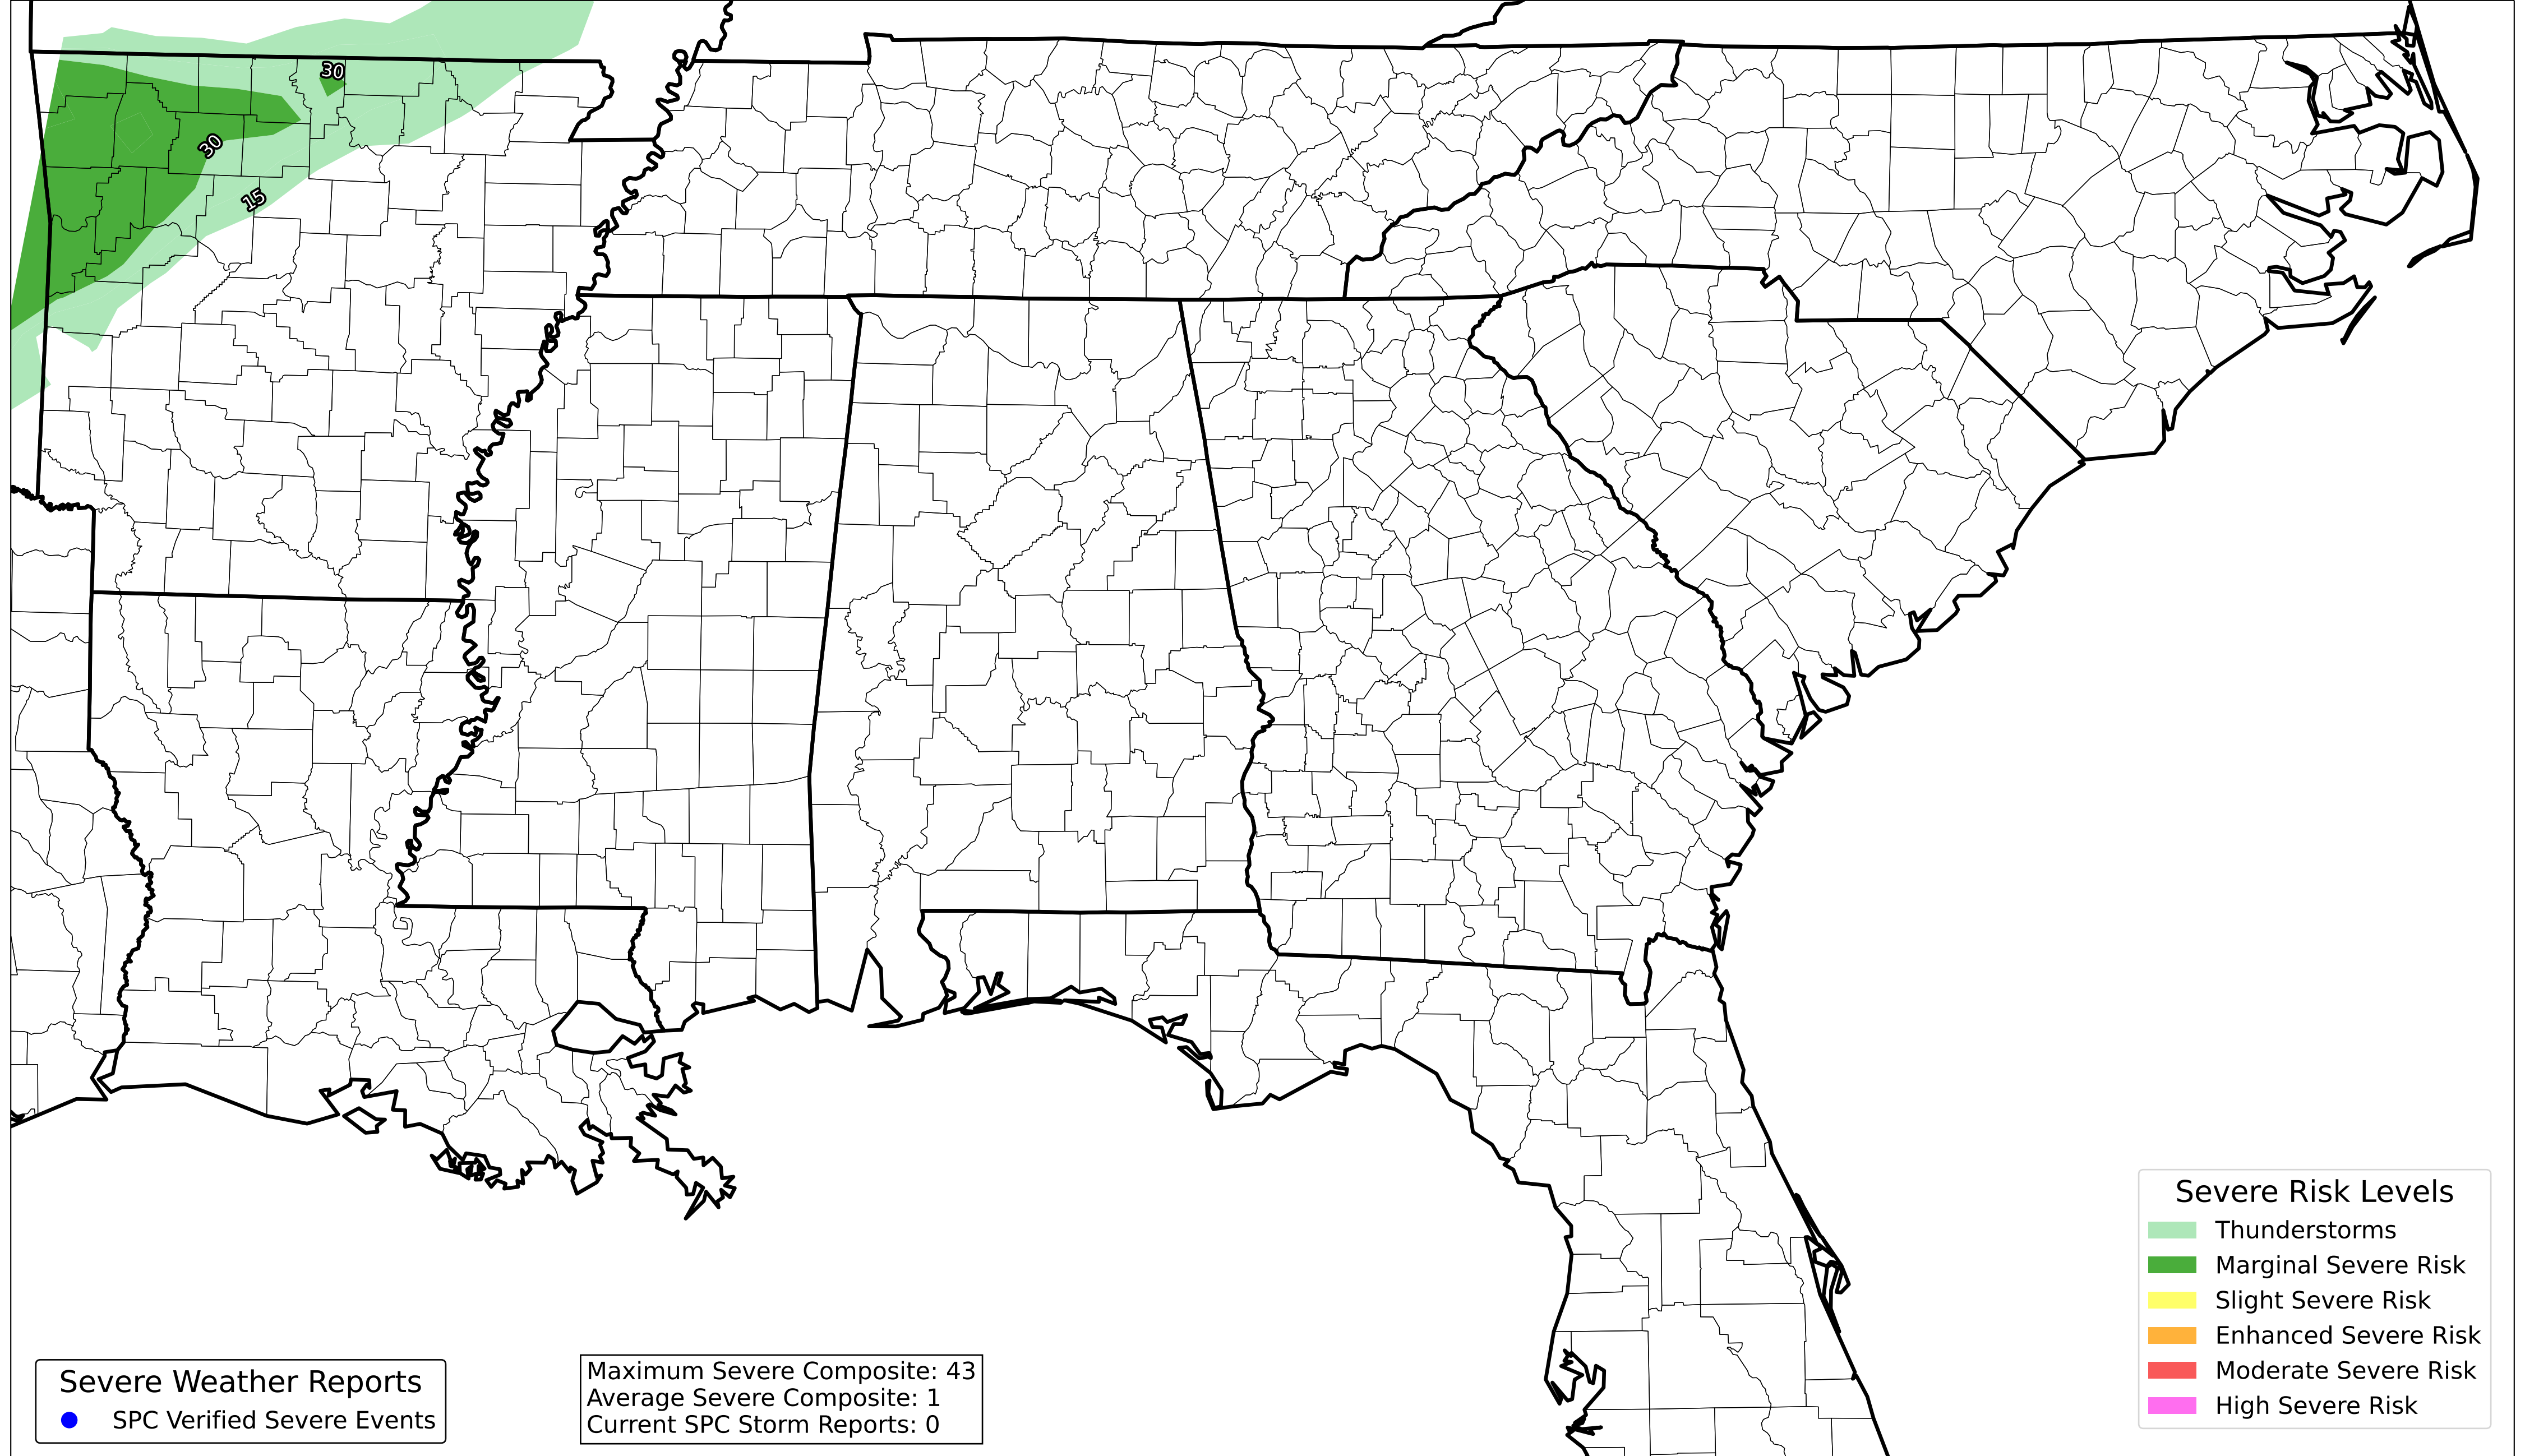 30
30
15
Severe Risk Levels
Thunderstorms
Marginal Severe Risk
Slight Severe Risk
Enhanced Severe Risk
Moderate Severe Risk
High Severe Risk
Severe Weather Reports
SPC Verified Severe Events
Maximum Severe Composite: 43
Average Severe Composite: 1
Current SPC Storm Reports: 0